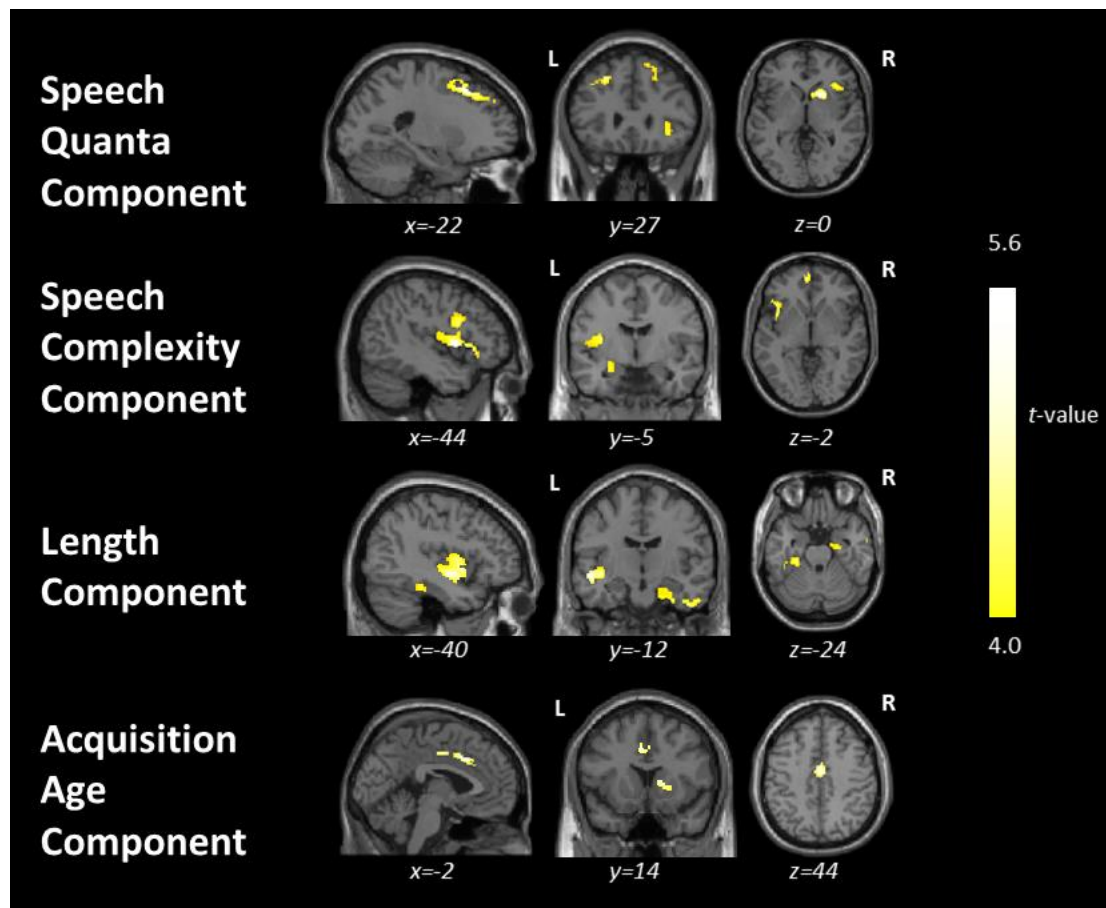 Speech
Quanta
Component
L
R
x=-22
y=27
z=0
Speech
Complexity
Component
L
R
x=-44
y=-5
z=-2
Length
Component
L
R
x=-40
y=-12
z=-24
Acquisition
Age
Component
L
R
x=-2
y=14
z=44
5.6
t-value
4.0